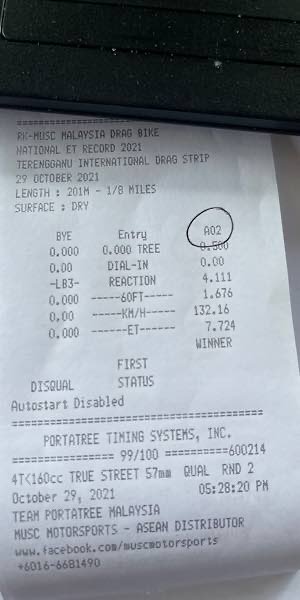 ================================
RK-MUSC MALAYSIA DRAG BIKE
NATIONAL ET RECORD 2021
TERENGGANU INTERNATIONAL DRAG STRIP
29 OCTOBER 2021
LENGTH : 201M - 1/8 MILES
SURFACE : DRY
BYE Entry A02
0.000 0.000 TREE 0.500
0.00 DIAL-IN 0.00
-LB3- REACTION 4.111
0.000 -----60FT----- 1.676
0.00 -----KM/H----- 132.16
0.000 ------ET------ 7.724
WINNER
FIRST
DISQUAL STATUS
Autostart Disabled
========================================
PORTATREE TIMING SYSTEMS, INC.
================ 99/100 ==========600214
4T<160cc TRUE STREET 57mm QUAL RND 2
October 29, 2021 05:28:20 PM
TEAM PORTATREE MALAYSIA
MUSC MOTORSPORTS - ASEAN DISTRIBUTOR
www.facebook.com/muscmotorsports
+6016-6681490